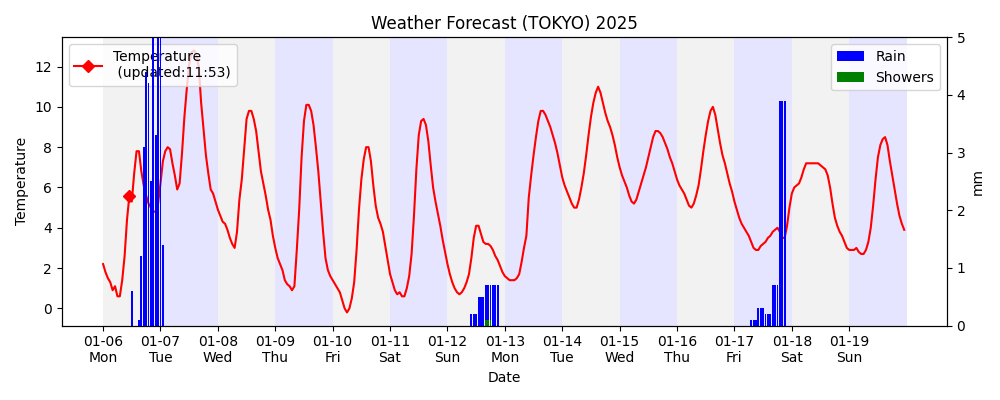 Weather Forecast (TOKYO) 2025
Temperature
(updated:11:53)
Rain
Showers
Temperature
12
10
8
6
4
2
0
5
4
3
2
1
0
mm
01-06 01-07 01-08 01-09 01-10 01-11 01-12 01-13 01-14 01-15 01-16 01-17 01-18 01-19
Mon Tue Wed Thu Fri Sat Sun Mon Tue Wed Thu Fri Sat Sun
Date